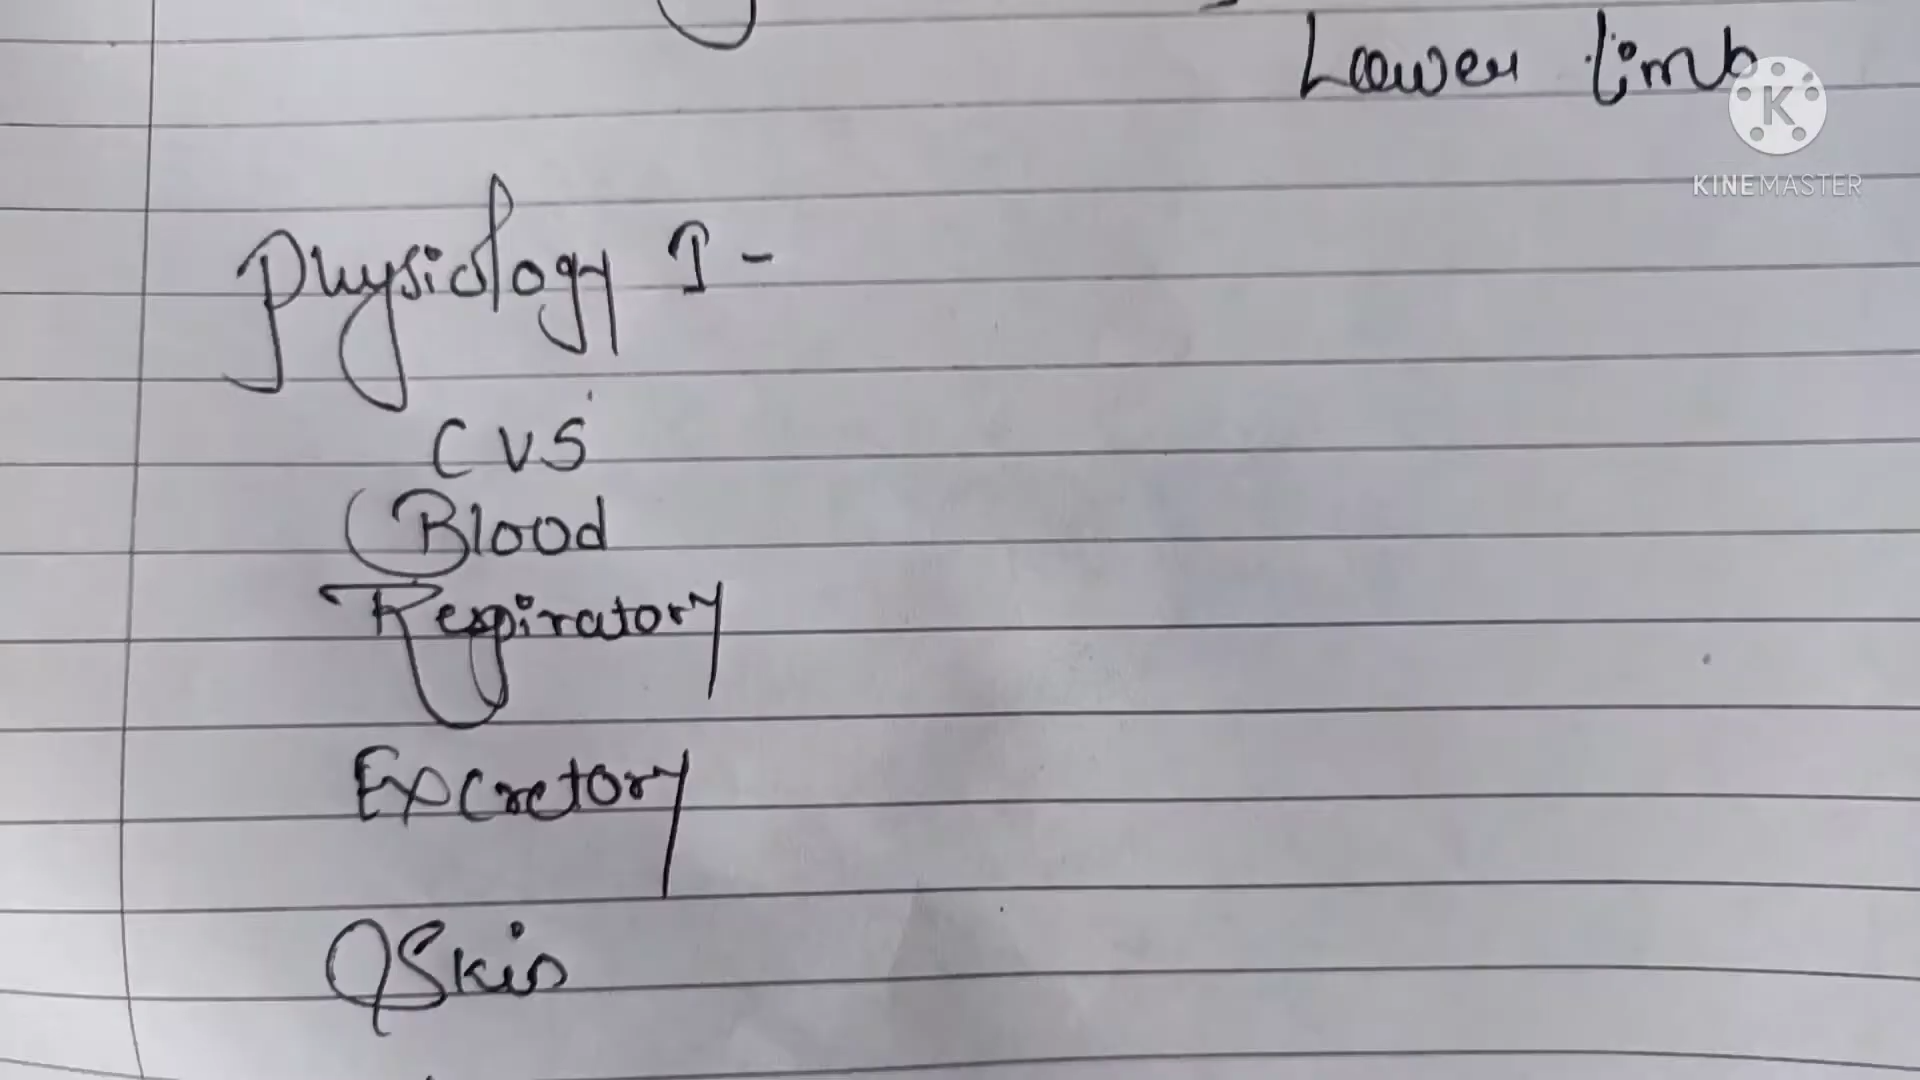 Lower limb
K
KINEMASTER
Physiology I -
CVS
Blood
Respiratory
Excretory
Skin